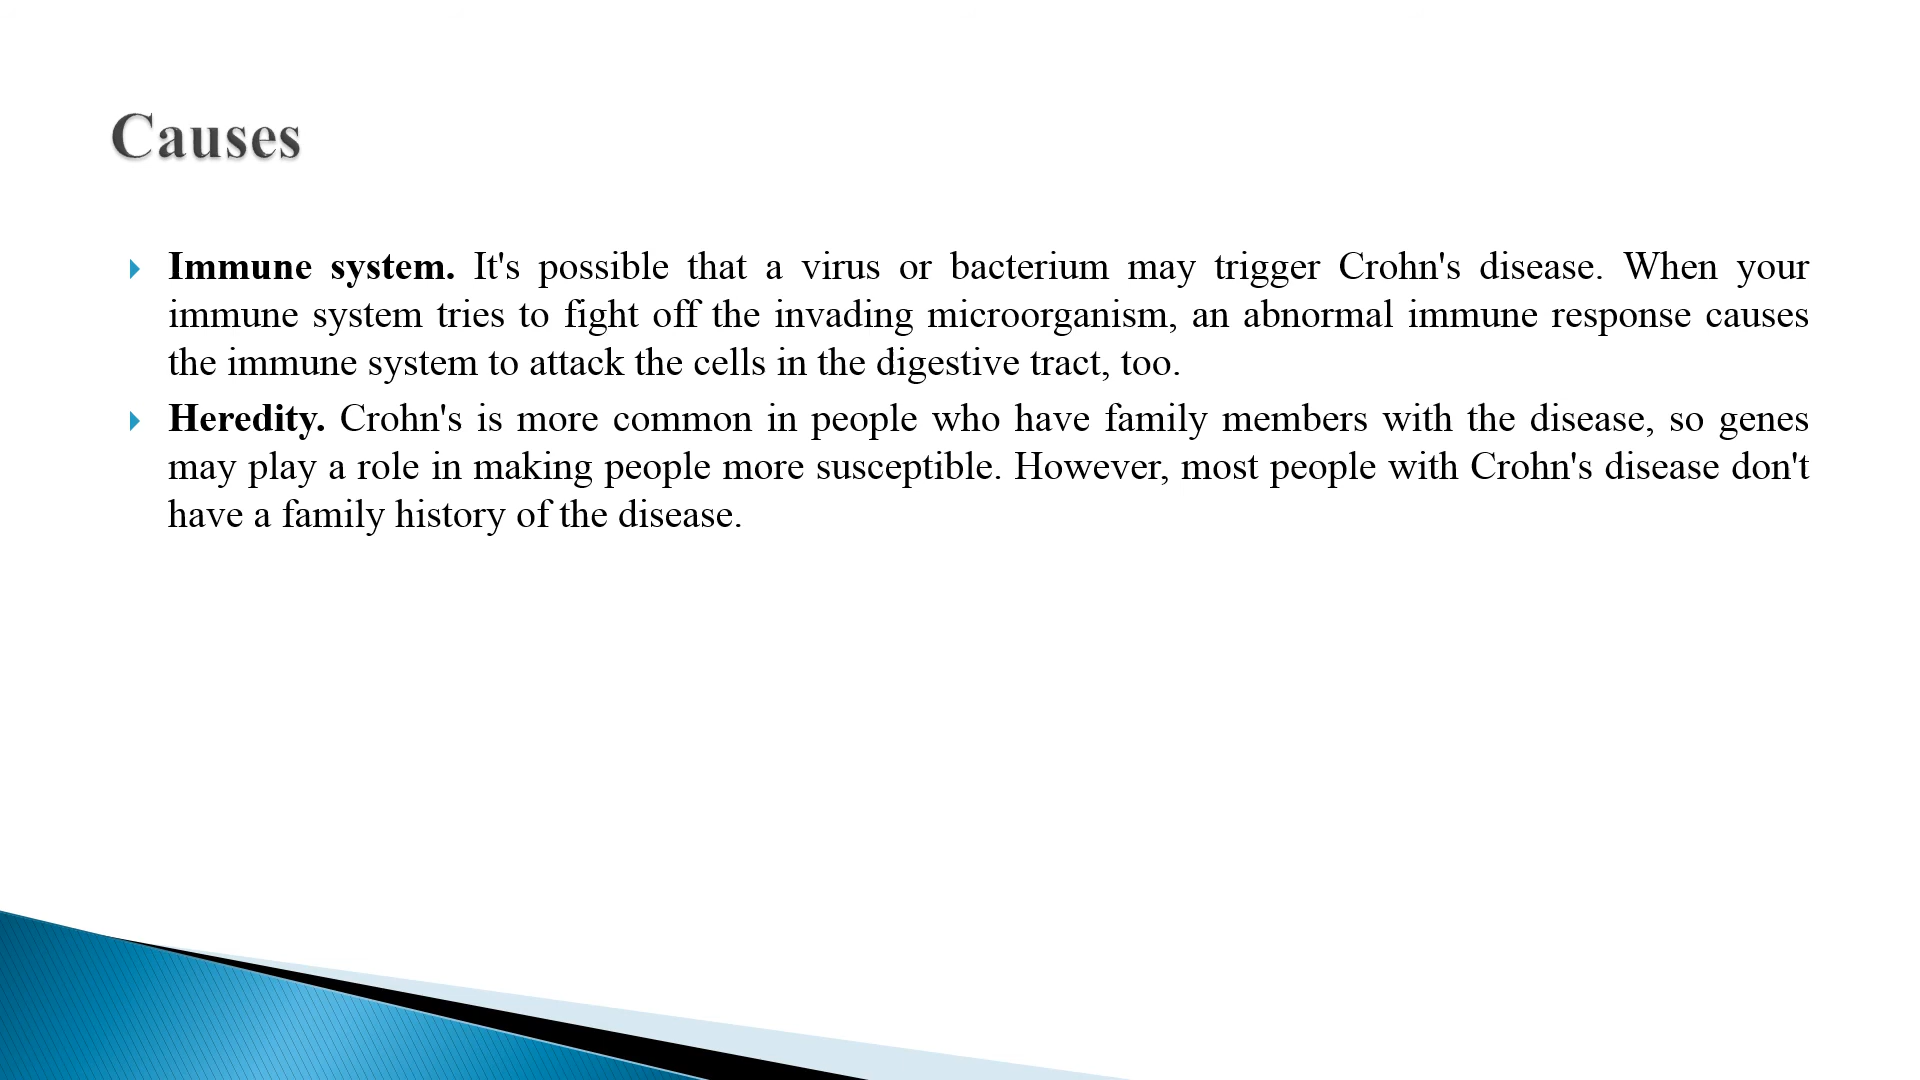 Causes
Immune system. It's possible that a virus or bacterium may trigger Crohn's disease. When your
immune system tries to fight off the invading microorganism, an abnormal immune response causes
the immune system to attack the cells in the digestive tract, too.
Heredity. Crohn's is more common in people who have family members with the disease, so genes
may play a role in making people more susceptible. However, most people with Crohn's disease don't
have a family history of the disease.